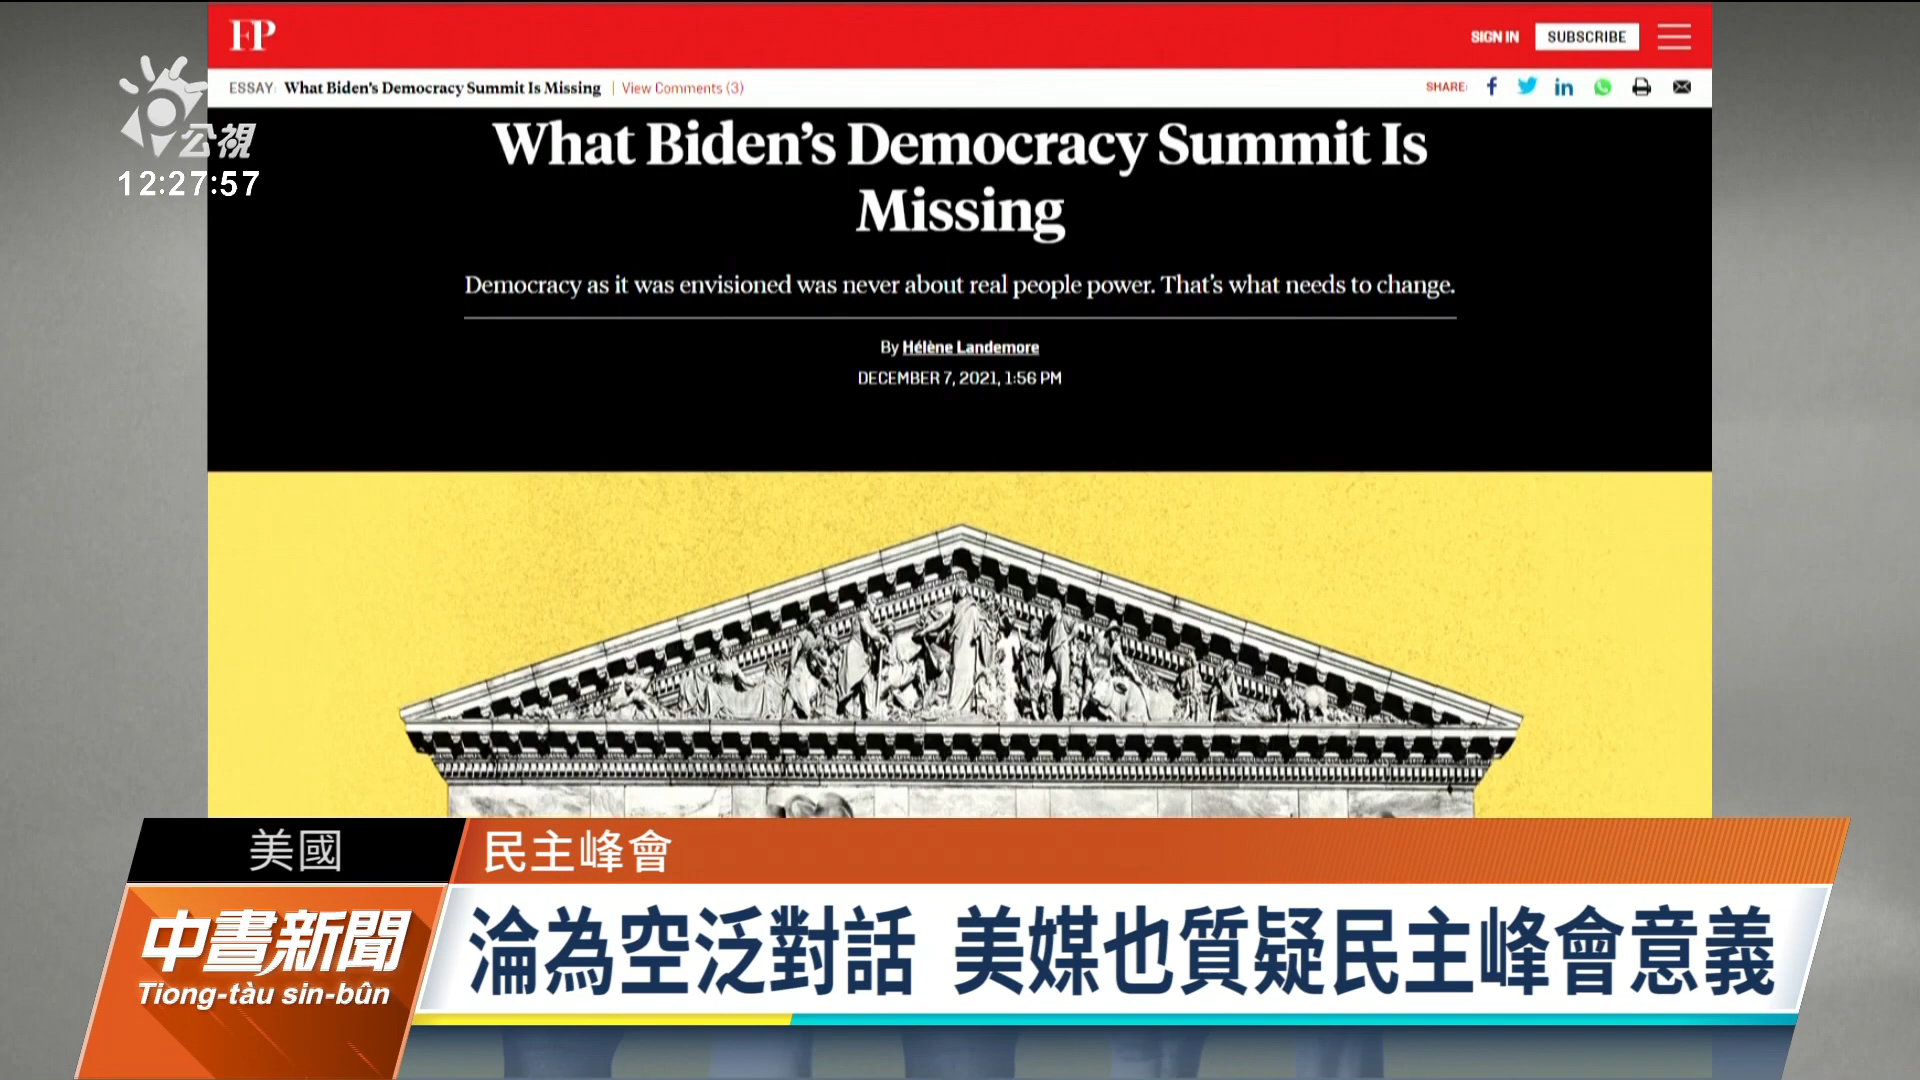 FP
SIGN IN
SUBSCRIBE
ESSAY: What Biden's Democracy Summit Is Missing | View Comments (3)
SHARE:
公視
12:27:57
What Biden's Democracy Summit Is
Missing
Democracy as it was envisioned was never about real people power. That's what needs to change.
By Hélène Landemore
DECEMBER 7, 2021, 1:56 PM
美國
民主峰會
中晝新聞
Tiong-tàu sin-bûn
淪為空泛對話 美媒也質疑民主峰會意義